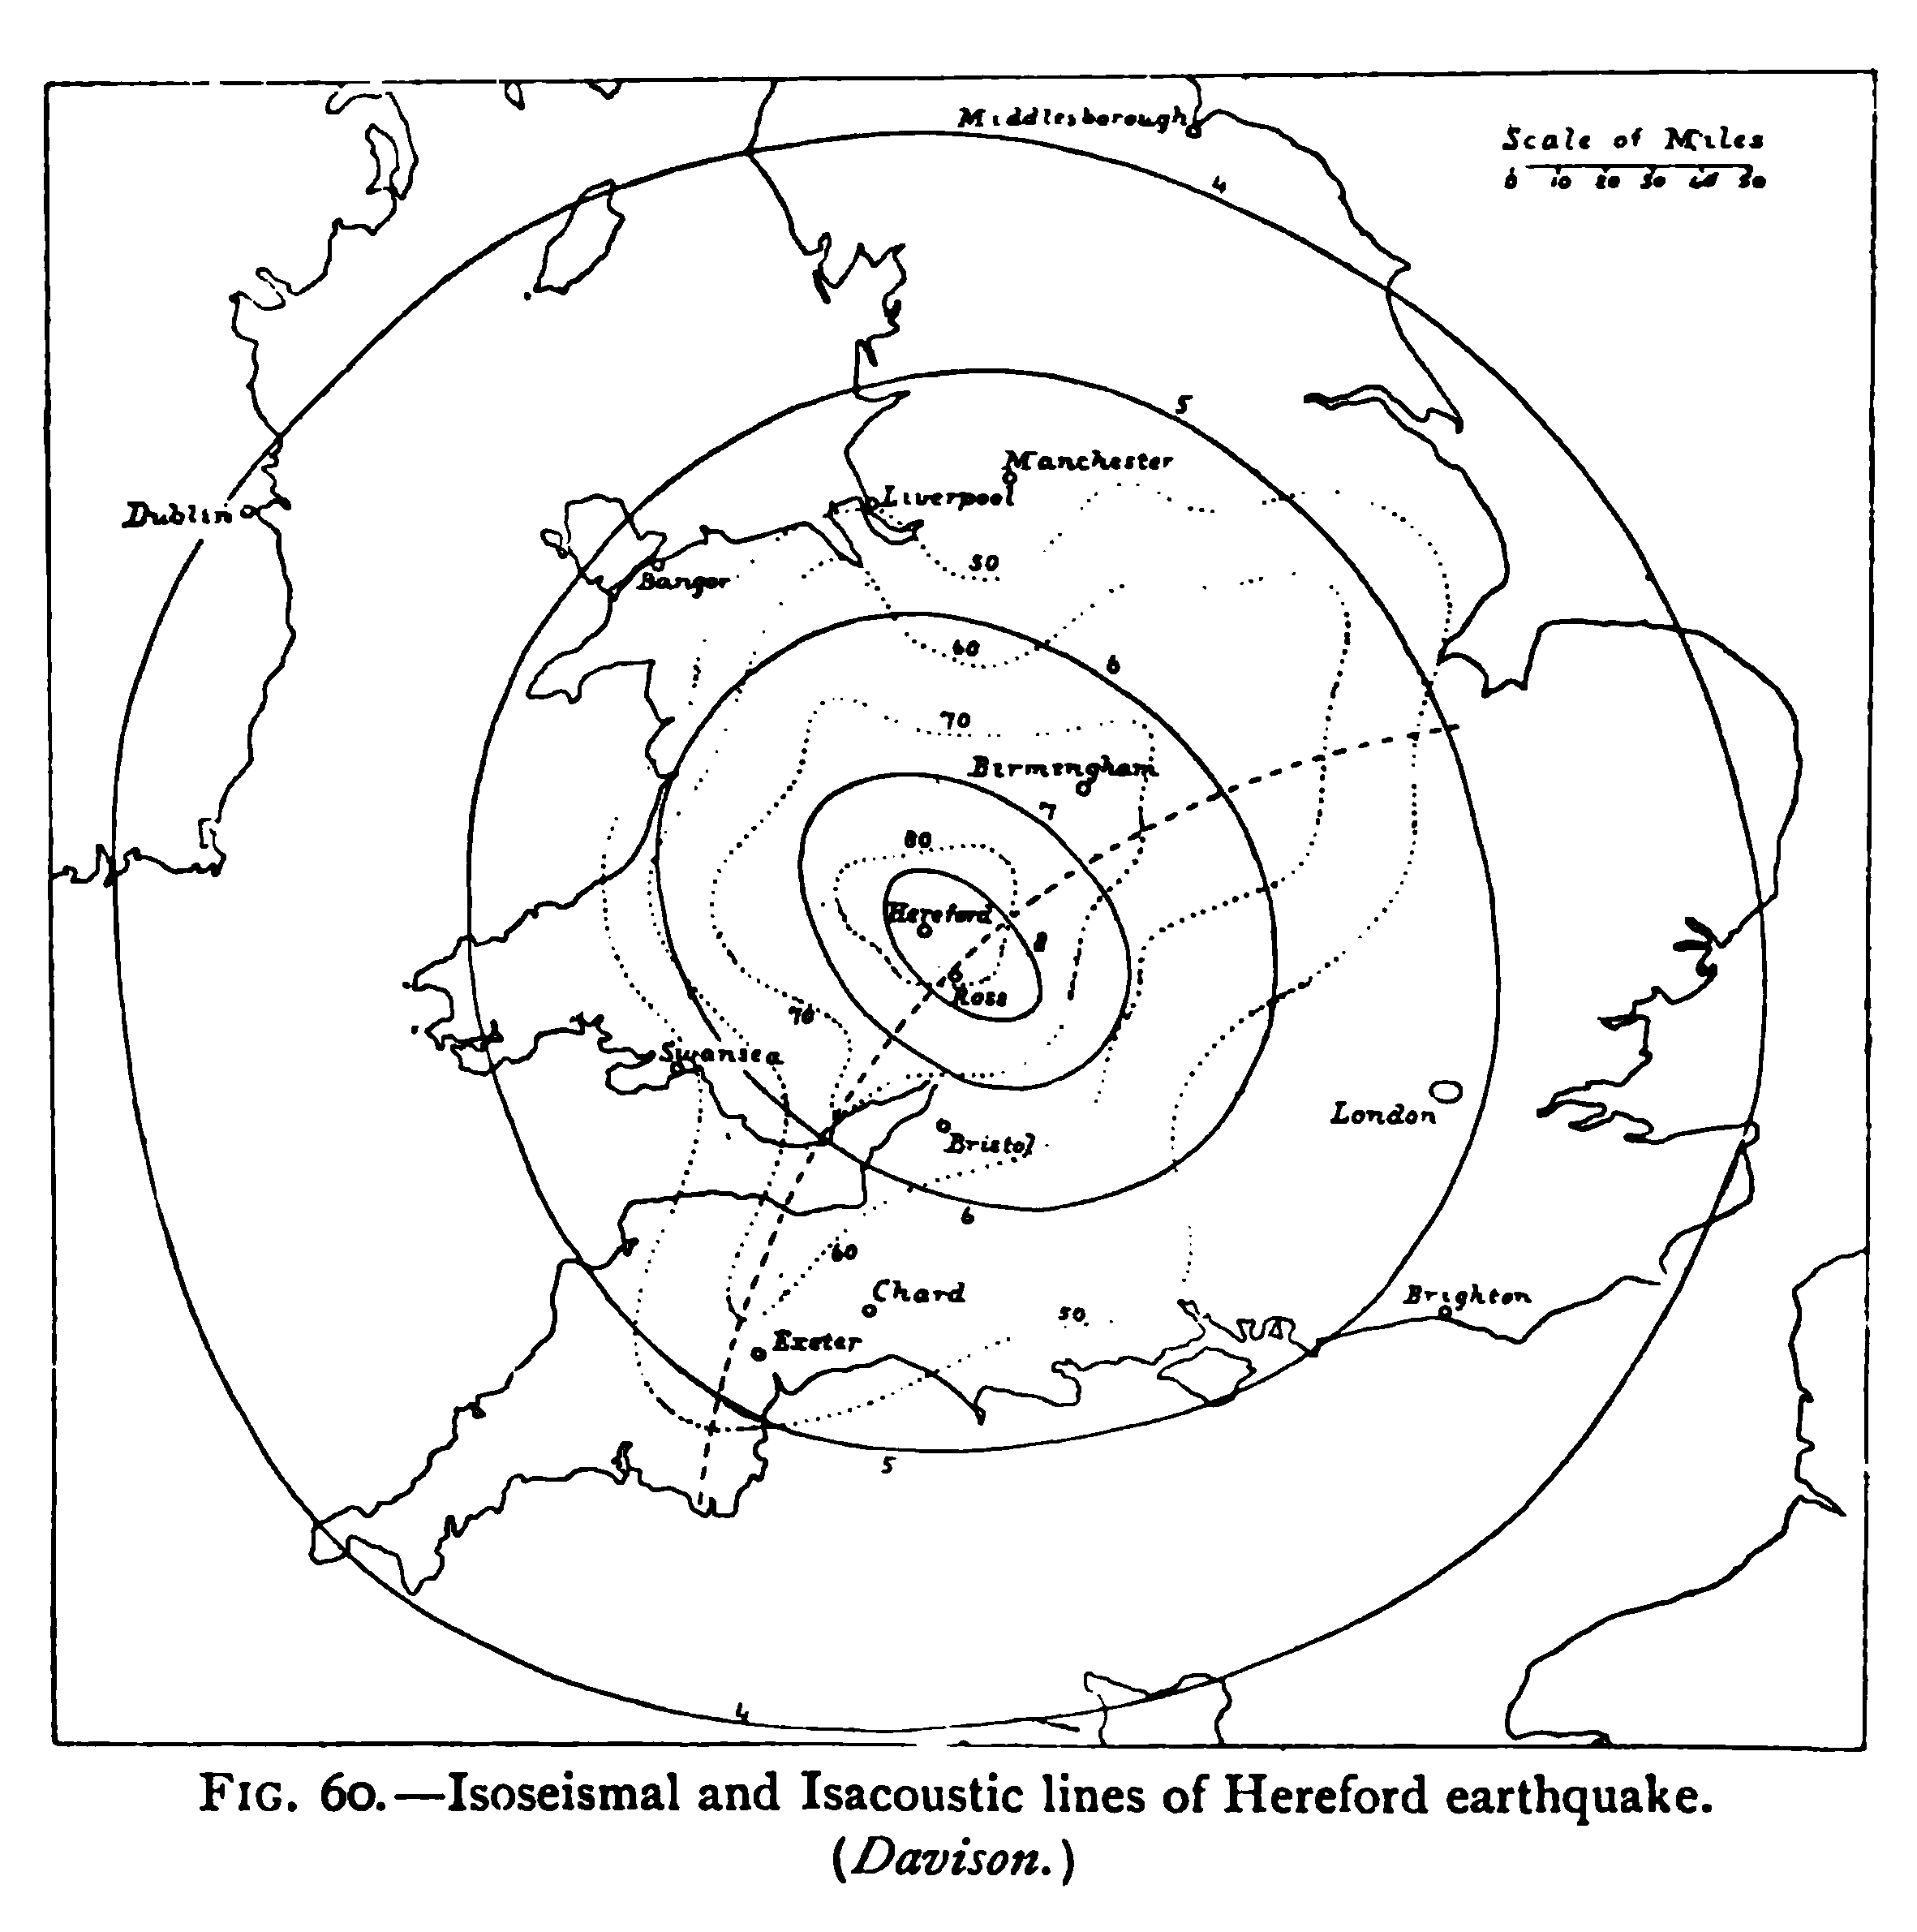 Middlesborough
Scale of Miles
0 10 20 30 40 50
4
5
Manchester
Liverpool
Dublin
50
Bangor
60
6
70
Birmingham
7
80
Hereford
8
Ross
70
Swansea
London
Bristol
6
60
Chard
Brighton
50
Exeter
5
4
FIG. 60.—Isoseismal and Isacoustic lines of Hereford earthquake.
(Davison.)